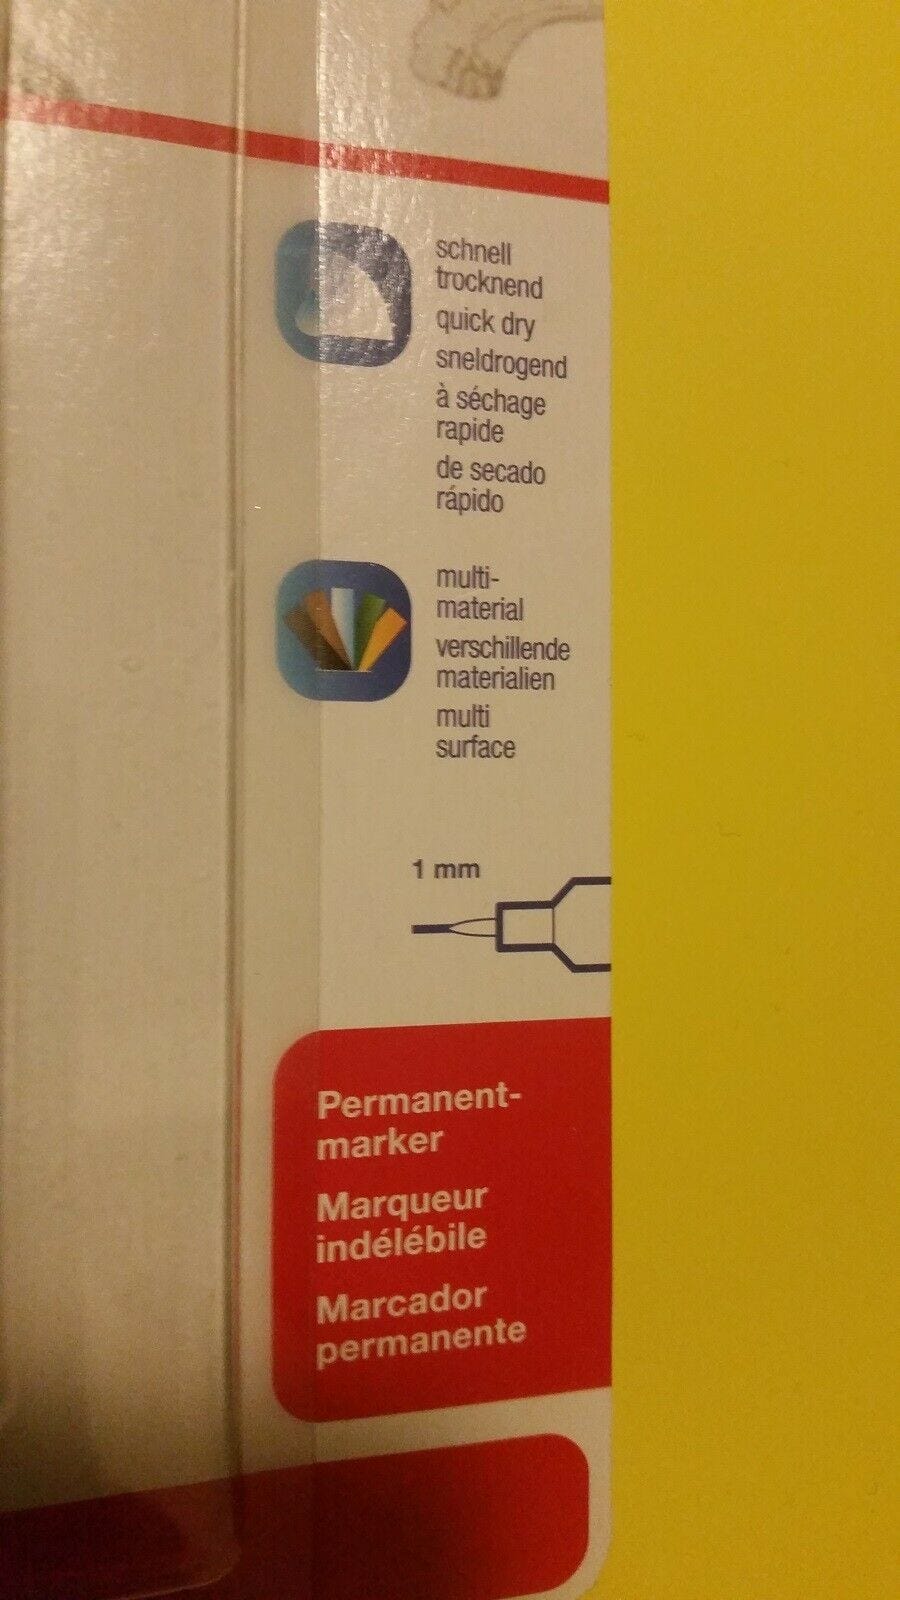 schnell
trocknend
quick dry
sneldrogend
à séchage
rapide
de secado
rápido
multi-
material
verschillende
materialien
multi
surface
1 mm
Permanent-
marker
Marqueur
indélébile
Marcador
permanente